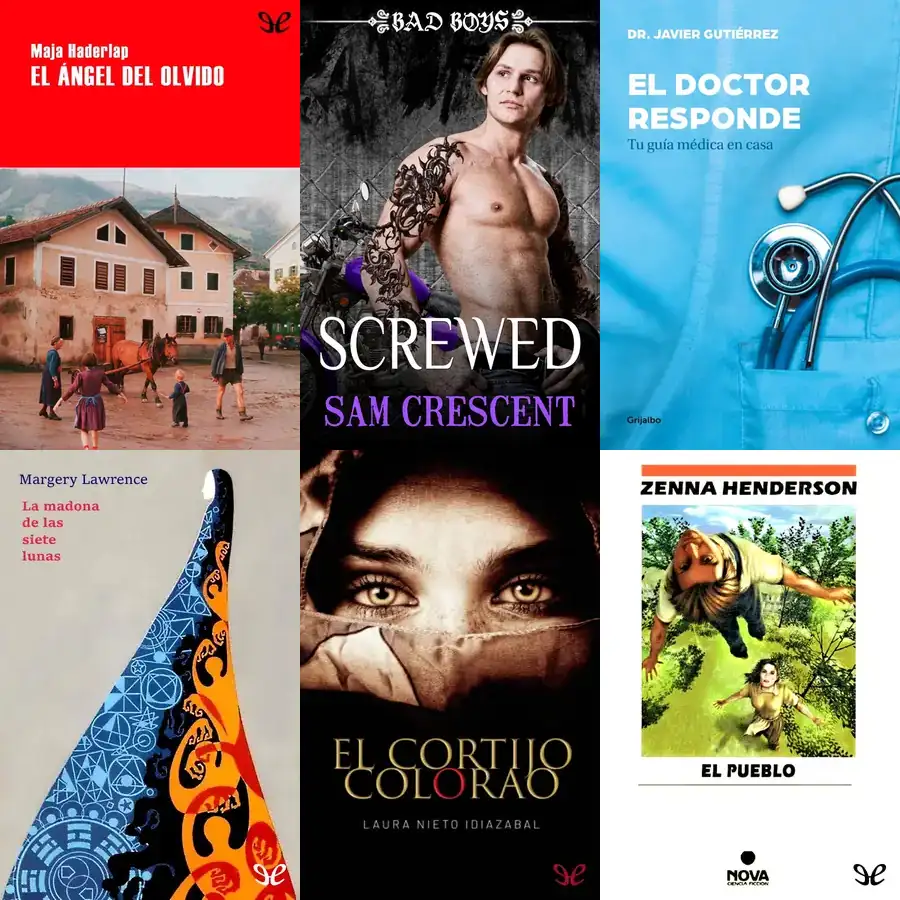 Maja Haderlap
EL ÁNGEL DEL OLVIDO
BAD BOYS
SCREWED
SAM CRESCENT
DR. JAVIER GUTIÉRREZ
EL DOCTOR
RESPONDE
Tu guía médica en casa
Grijalbo
Margery Lawrence
La madona
de las
siete
lunas
EL CORTIJO
COLORAO
LAURA NIETO IDIAZABAL
ZENNA HENDERSON
EL PUEBLO
NOVA
CIENCIA FICCION